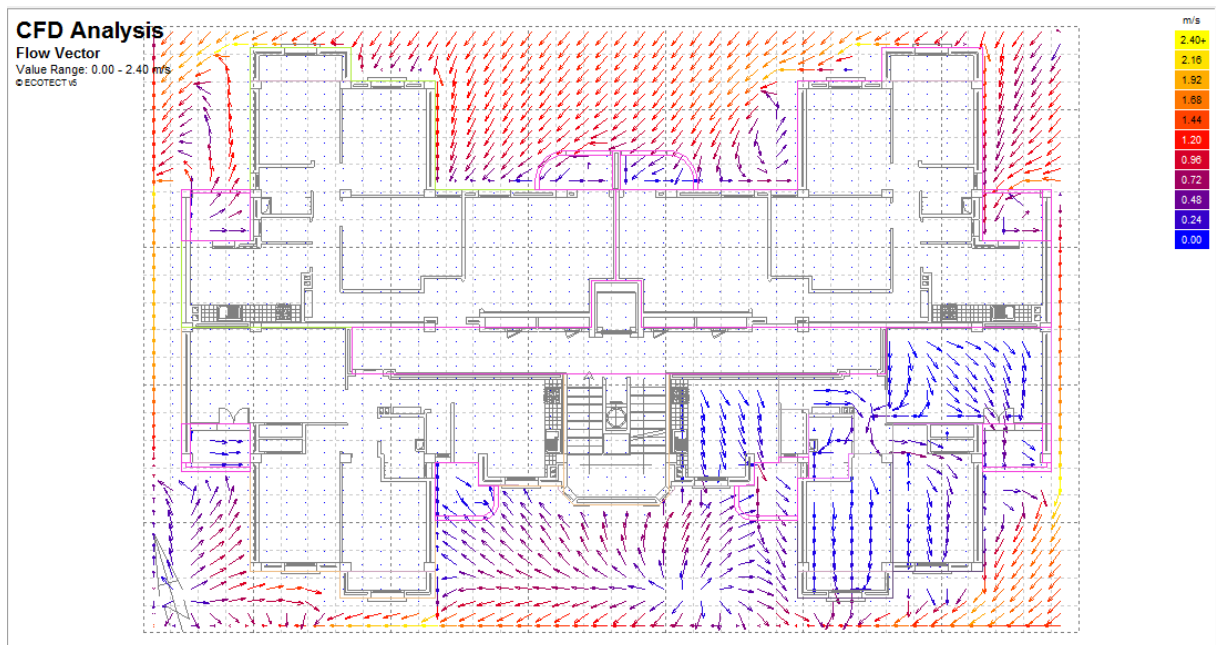 CFD Analysis
Flow Vector
Value Range: 0.00 - 2.40 m/s
© ECOTECT v5
m/s
2.40+
2.16
1.92
1.68
1.44
1.20
0.96
0.72
0.48
0.24
0.00